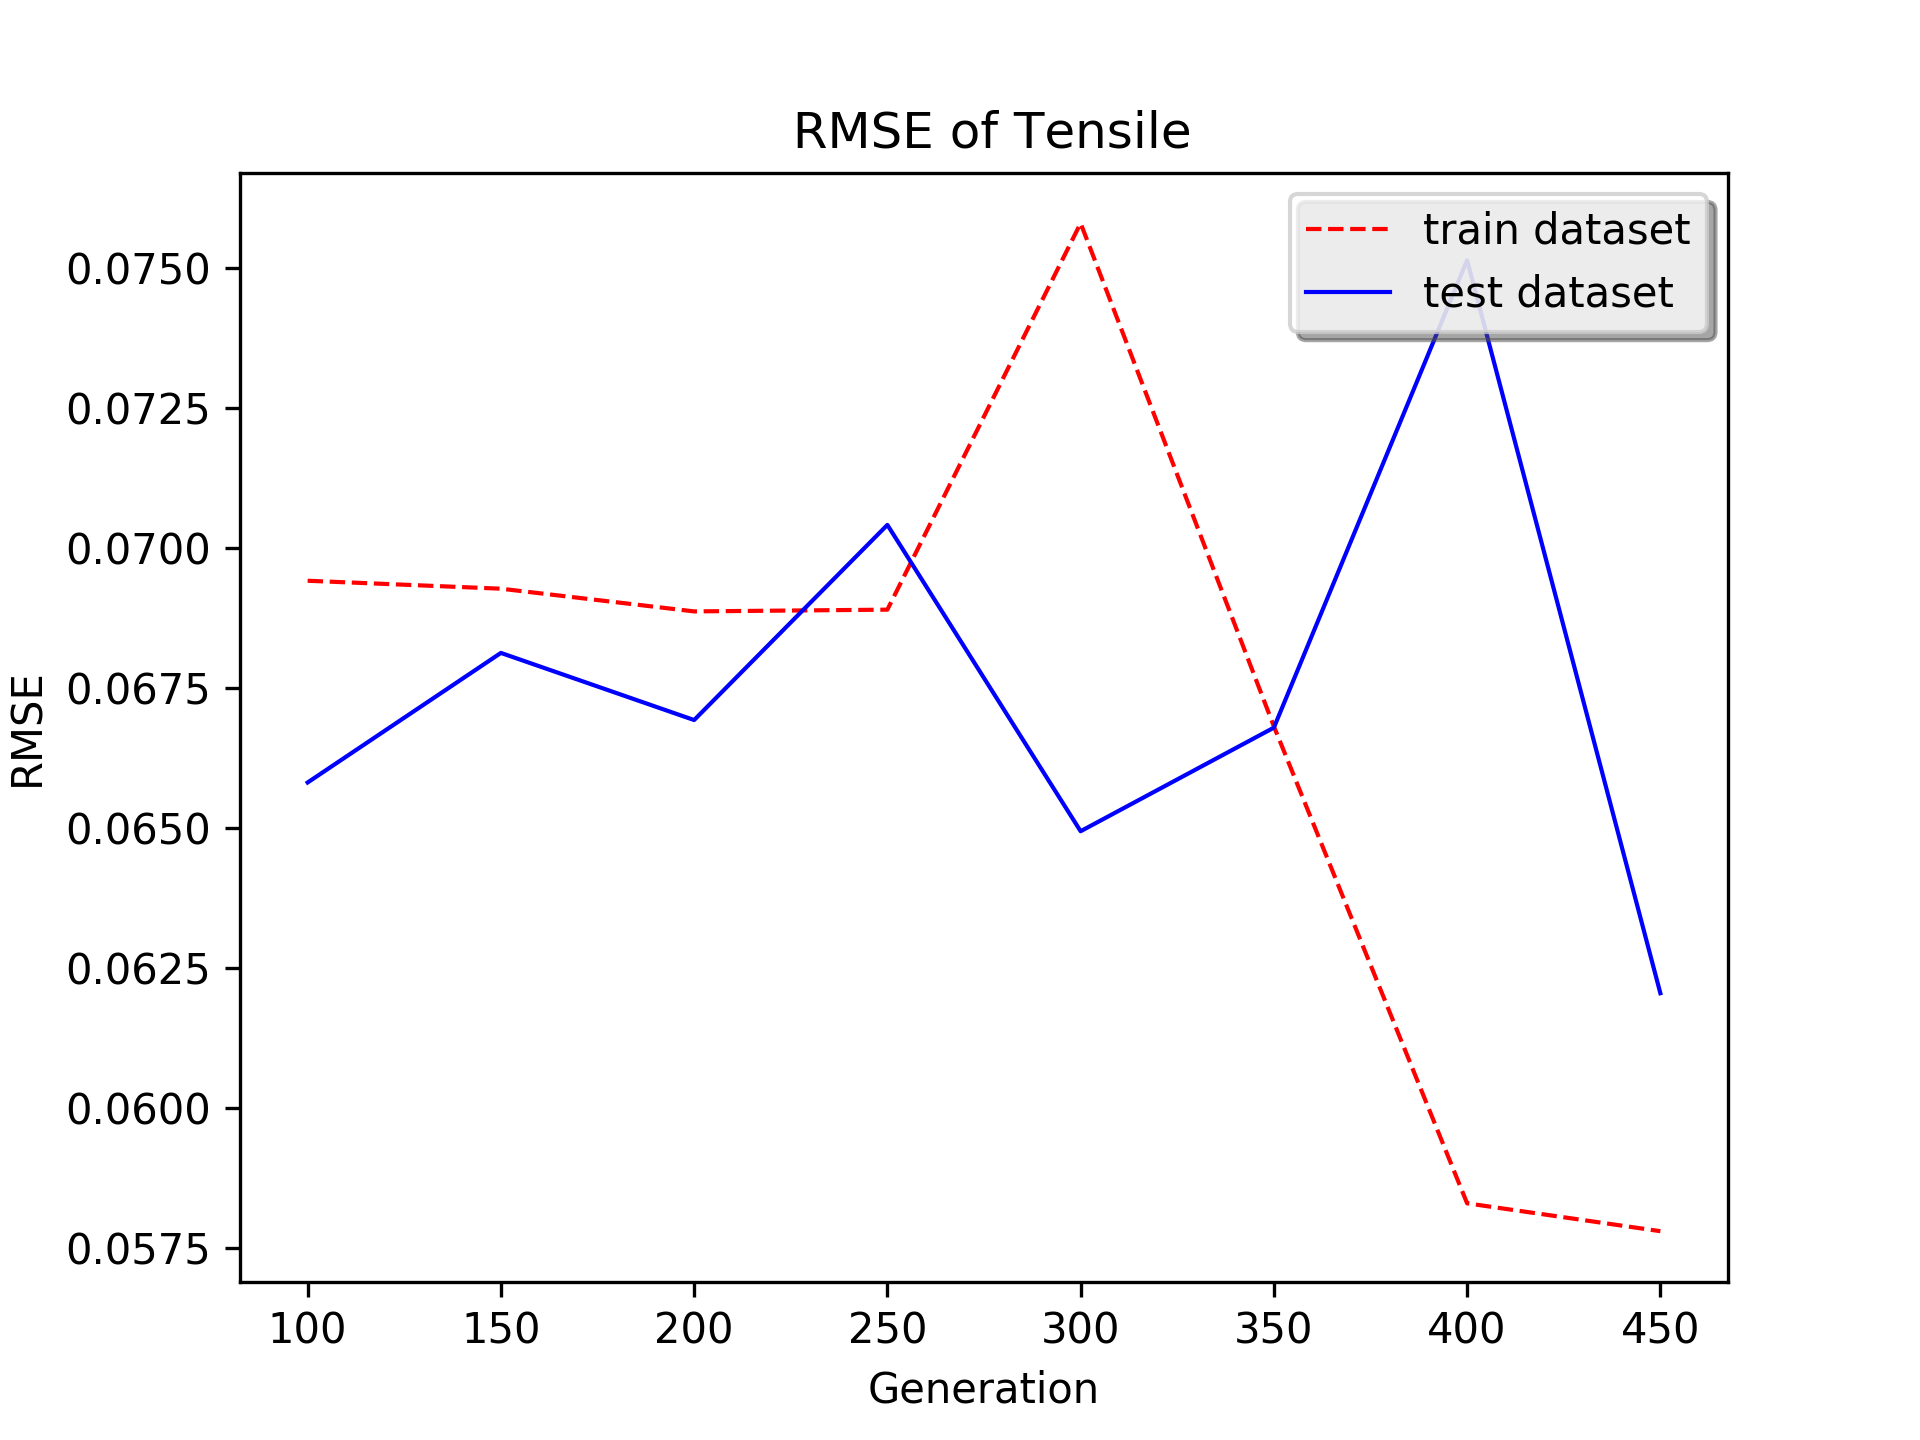 RMSE of Tensile
train dataset
test dataset
RMSE
0.0750
0.0725
0.0700
0.0675
0.0650
0.0625
0.0600
0.0575
100 150 200 250 300 350 400 450
Generation